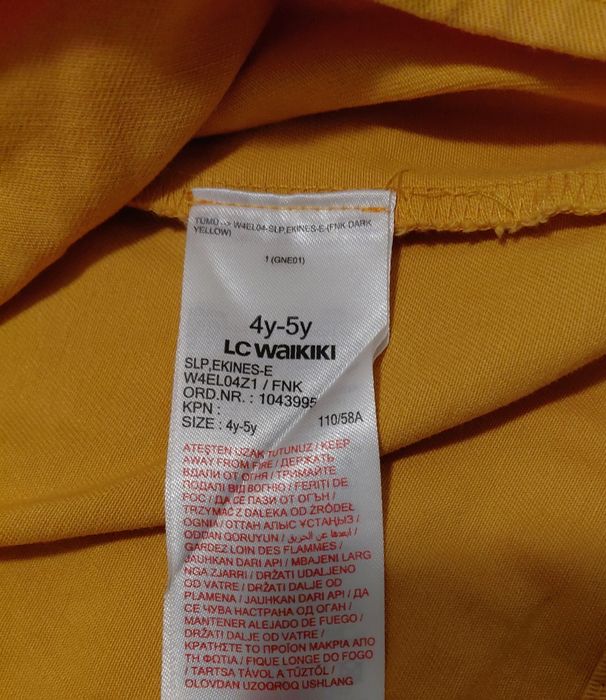 TUMU -> W4EL04-SLP,EKINES-E-(FNK-DARK
YELLOW)
1 (GNE01)
4y-5y
LC WAIKIKI
SLP,EKINES-E
W4EL04Z1 / FNK
ORD.NR. : 1043995
KPN :
SIZE : 4y-5y 110/58A
ATEŞTEN UZAK TUTUNUZ / KEEP
AWAY FROM FIRE / ДЕРЖАТЬ
ВДАЛИ ОТ ОГНЯ / ТРИМАЙТЕ
ПОДАЛІ ВІД ВОГНЮ / FERIȚI DE
FOC / ДА СЕ ПАЗИ ОТ ОГЪН /
TRZYMAĆ Z DALEKA OD ŹRÓDEŁ
OGNIA / ОТТАН АЛЫС ҰСТАҢЫЗ /
ODDAN QORUYUN / أبعدها عن الحريق /
GARDEZ LOIN DES FLAMMES /
JAUHKAN DARI API / MBAJENI LARG
NGA ZJARRI / DRŽATI UDALJENO
OD VATRE / DRŽATI DALJE OD
PLAMENA / JAUHKAN DARI API / ДА
СЕ ЧУВА НАСТРАНА ОД ОГАН /
MANTENER ALEJADO DE FUEGO /
DRŽATI DALJE OD VATRE /
ΚΡΑΤΗΣΤΕ ΤΟ ΠΡΟΪΟΝ ΜΑΚΡΙΑ ΑΠΟ
ΤΗ ΦΩΤΙΑ / FIQUE LONGE DO FOGO
/ TARTSA TÁVOL A TŰZTŐL /
OLOVDAN UZOQROQ USHLANG